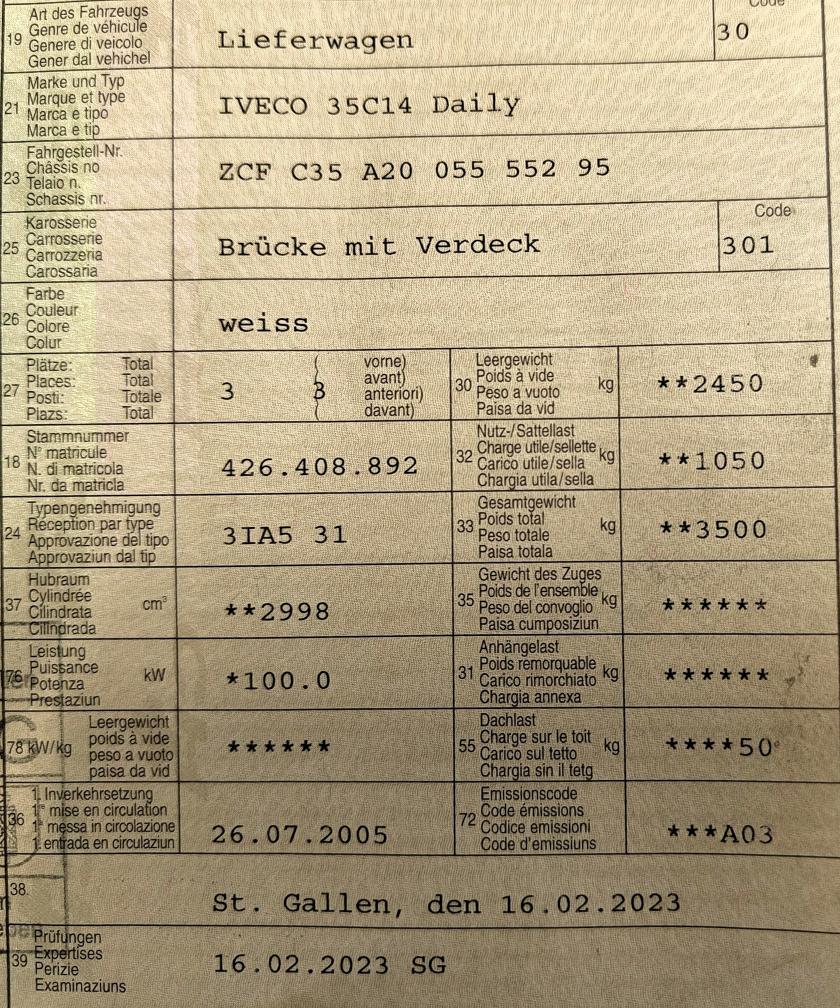 Code
19 Art des Fahrzeugs
Genre de véhicule
Genere di veicolo
Gener dal vehichel
Lieferwagen
30
21 Marke und Typ
Marque et type
Marca e tipo
Marca e tip
IVECO 35C14 Daily
23 Fahrgestell-Nr.
Châssis no
Telaio n.
Schassis nr.
ZCF C35 A20 055 552 95
25 Karosserie
Carrosserie
Carrozzeria
Carossaria
Brücke mit Verdeck
Code
301
26 Farbe
Couleur
Colore
Colur
weiss
27 Plätze: Total
Places: Total
Posti: Totale
Plazs: Total
3 3
vorne)
avant)
anteriori)
davant)
30 Leergewicht
Poids à vide
Peso a vuoto
Paisa da vid
kg
**2450
18 Stammnummer
N° matricule
N. di matricola
Nr. da matricla
426.408.892
32 Nutz-/Sattellast
Charge utile/sellette
Carico utile/sella
Chargia utila/sella
kg
**1050
24 Typengenehmigung
Réception par type
Approvazione del tipo
Approvaziun dal tip
3IA5 31
33 Gesamtgewicht
Poids total
Peso totale
Paisa totala
kg
**3500
37 Hubraum
Cylindrée
Cilindrata
Cilindrada
cm³
**2998
35 Gewicht des Zuges
Poids de l'ensemble
Peso del convoglio
Paisa cumposiziun
kg
******
76 Leistung
Puissance
Potenza
Prestaziun
kW
*100.0
31 Anhängelast
Poids remorquable
Carico rimorchiato
Chargia annexa
kg
******
78 kW/kg
Leergewicht
poids à vide
peso a vuoto
paisa da vid
******
55 Dachlast
Charge sur le toit
Carico sul tetto
Chargia sin il tetg
kg
****50
36 1. Inverkehrsetzung
1re mise en circulation
1a messa in circolazione
1. entrada en circulaziun
26.07.2005
72 Emissionscode
Code émissions
Codice emissioni
Code d'emissiuns
***A03
38.
St. Gallen, den 16.02.2023
39 Prüfungen
Expertises
Perizie
Examinaziuns
16.02.2023 SG